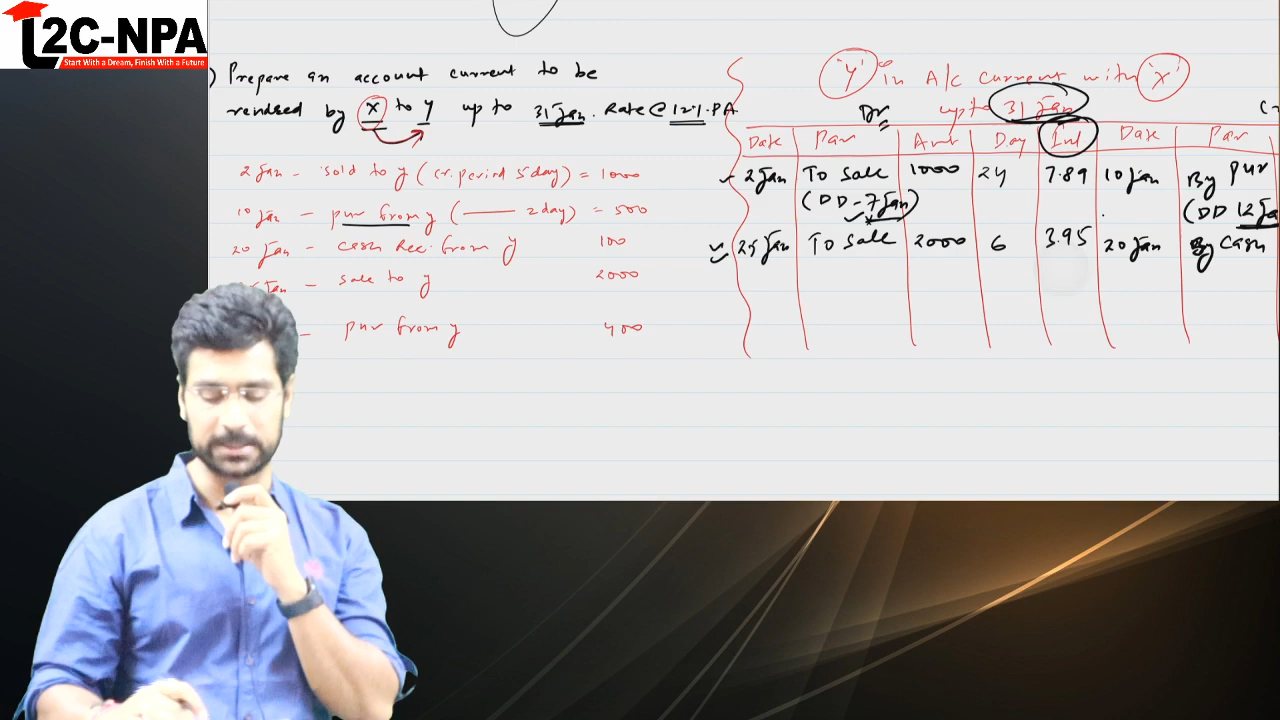 L2C-NPA
Start With a Dream, Finish With a Future
) Prepare an account current to be
rendered by X to Y up to 31 Jan. Rate @ 12% PA
2 Jan - sold to y (cr. period 5 day) = 1000
10 Jan - pur from y ( —— 2 day) = 500
20 Jan - cash Rec. from y 100
Jan - sale to y 2000
- pur from y 400
'Y' in A/c current with 'X'
up to 31 Jan
Dr
Date Par Amt Day Int Date Par
2 Jan To Sale 1000 24 7.89 10 Jan By Pur
(DD - 7 Jan) (DD 12 Ja
25 Jan To Sale 2000 6 3.95 20 Jan By Cash